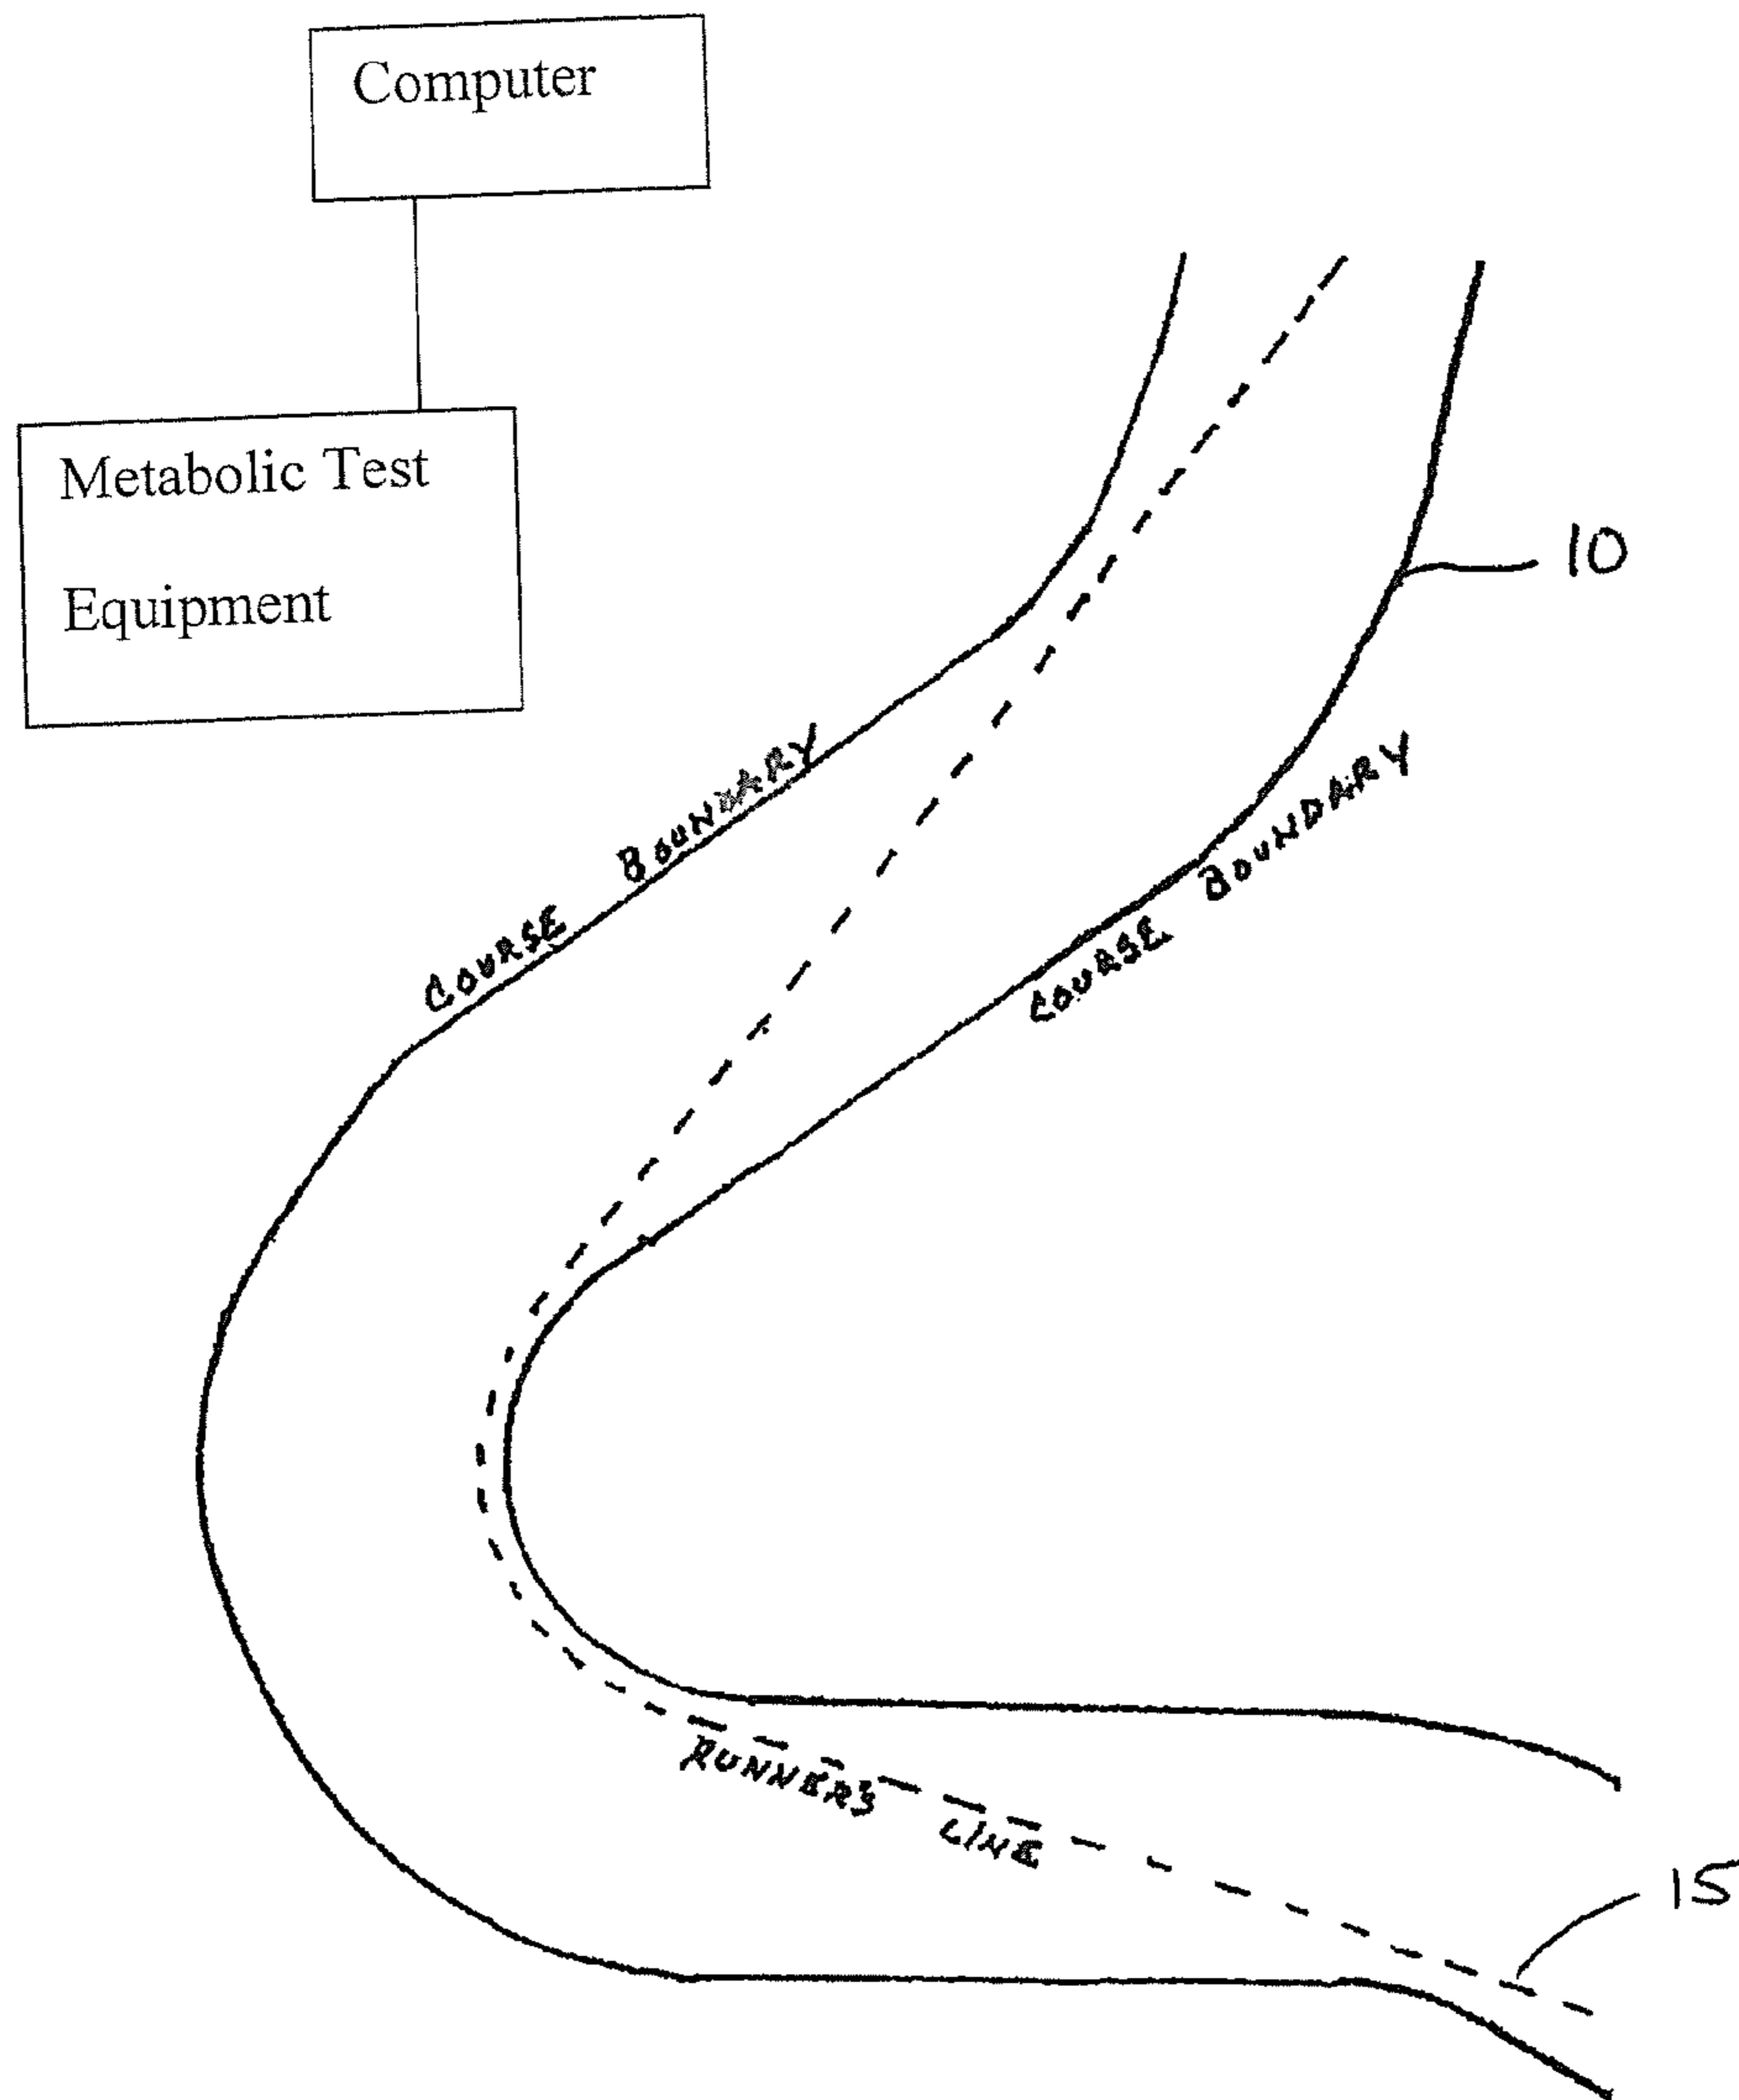 Computer
Metabolic Test
Equipment
10
COURSE BOUNDARY
COURSE BOUNDARY
RUNNERS LINE
15